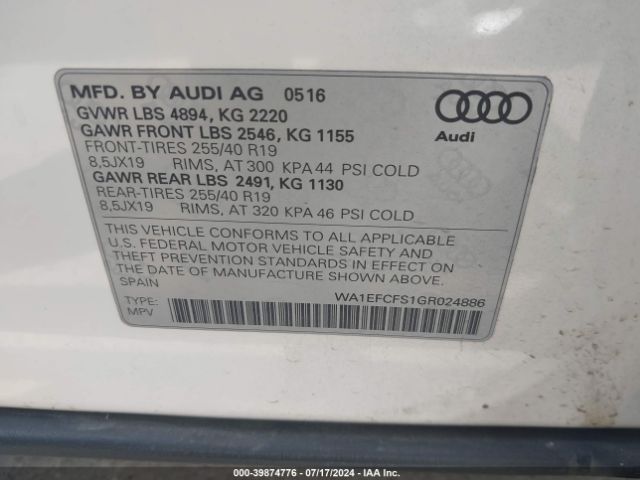 MFD. BY AUDI AG 0516
GVWR LBS 4894, KG 2220
GAWR FRONT LBS 2546, KG 1155
FRONT-TIRES 255/40 R19
8,5JX19 RIMS, AT 300 KPA 44 PSI COLD
GAWR REAR LBS 2491, KG 1130
REAR-TIRES 255/40 R19
8,5JX19 RIMS, AT 320 KPA 46 PSI COLD
Audi
THIS VEHICLE CONFORMS TO ALL APPLICABLE
U.S. FEDERAL MOTOR VEHICLE SAFETY AND
THEFT PREVENTION STANDARDS IN EFFECT ON
THE DATE OF MANUFACTURE SHOWN ABOVE.
SPAIN
WA1EFCFS1GR024886
TYPE:
MPV
000-39874776 - 07/17/2024 - IAA Inc.